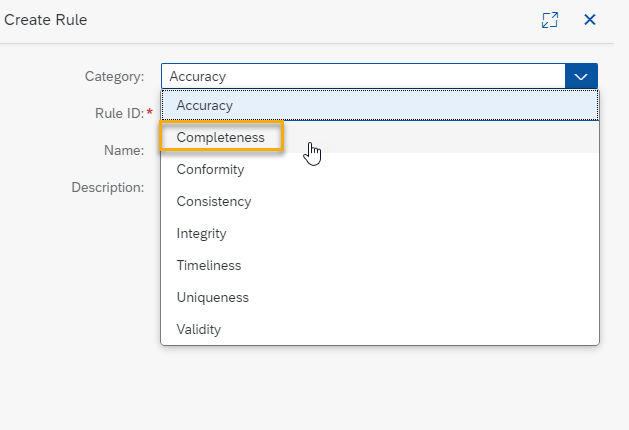 Create Rule
Category: Accuracy
Rule ID:* Accuracy
Completeness
Name:
Conformity
Description:
Consistency
Integrity
Timeliness
Uniqueness
Validity